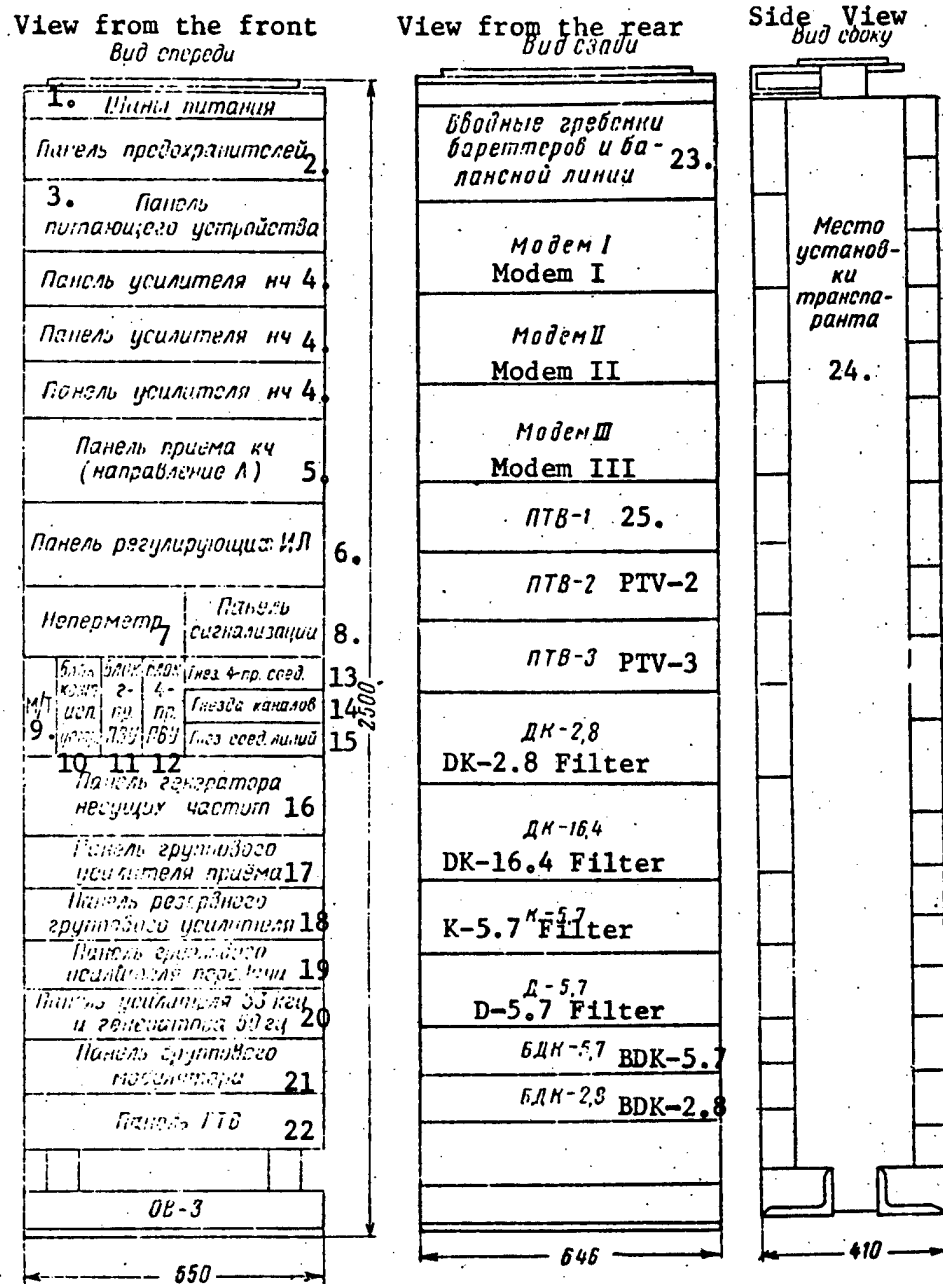 View from the front
Вид спереди
1. Шины питания
Панель предохранителей 2.
3. Панель
питающего устройства
Панель усилителя нч 4.
Панель усилителя нч 4.
Панель усилителя нч 4.
Панель приёма кч
(направление А) 5.
Панель регулирующих ИЛ 6.
Неперметр 7
Панель
сигнализации 8.
М/Т
9.
10
11
2-
пр.
12
4-
пр.
Гнез. 4-пр. соед. 13
Гнезда каналов 14
Гнез. соед. линий 15
Панель генератора
несущих частот 16
Панель группового
усилителя приёма 17
Панель резервного
группового усилителя 18
Панель группового
усилителя передачи 19
Панель усилителя 53 кгц
и генератора 50 гц 20
Панель группового
модулятора 21
Панель 22
ОВ-3
650
2500
View from the rear
Вид сзади
Вводные гребенки
бареттеров и ба-
лансной линии 23.
Модем I
Modem I
Модем II
Modem II
Модем III
Modem III
ПТВ-1 25.
ПТВ-2 PTV-2
ПТВ-3 PTV-3
ДК-2,8
DK-2.8 Filter
ДК-16,4
DK-16.4 Filter
К-5,7
K-5.7 Filter
Д-5,7
D-5.7 Filter
БДК-5,7 BDK-5.7
БДК-2,8 BDK-2.8
646
Side View
Вид сбоку
Место
установ-
ки
транспа-
ранта
24.
410